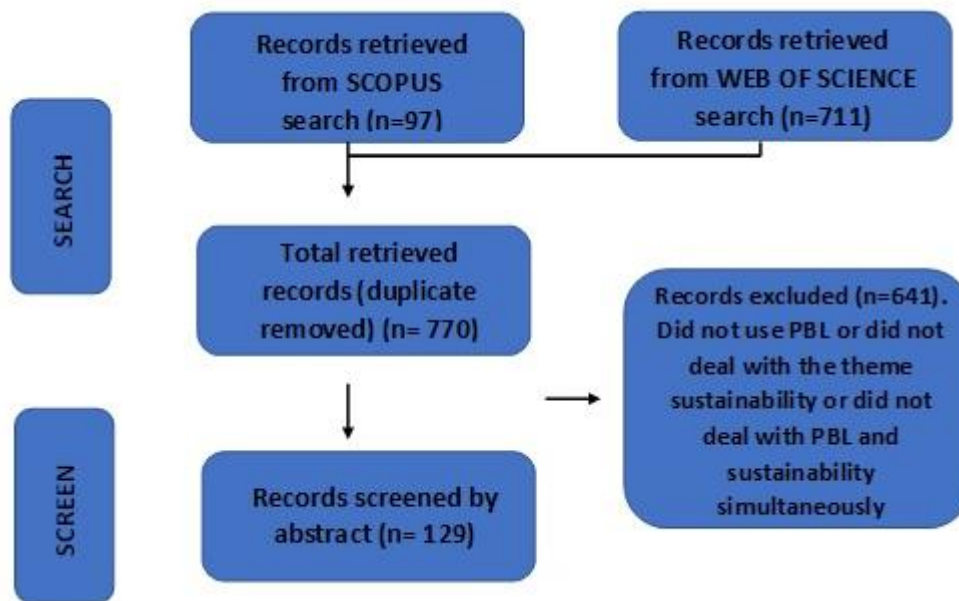 Records retrieved
from SCOPUS
search (n=97)
Records retrieved
from WEB OF SCIENCE
search (n=711)
SEARCH
Total retrieved
records (duplicate
removed) (n= 770)
Records excluded (n=641).
Did not use PBL or did not
deal with the theme
sustainability or did not
deal with PBL and
sustainability
simultaneously
SCREEN
Records screened by
abstract (n= 129)